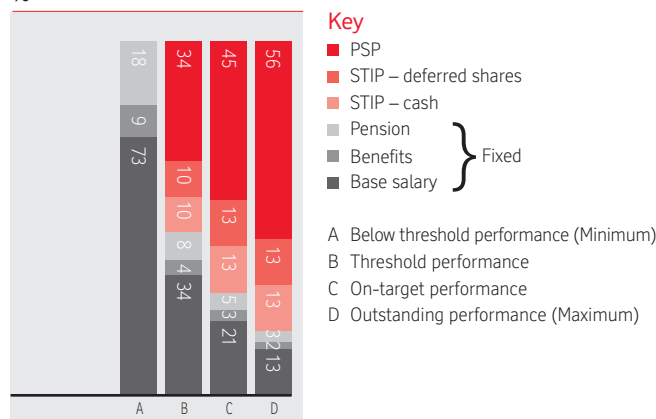 Key
PSP
STIP – deferred shares
STIP – cash
Pension
Benefits
Fixed
Base salary
A Below threshold performance (Minimum)
B Threshold performance
C On-target performance
D Outstanding performance (Maximum)
18
9
73
34
10
10
8
4
34
45
13
13
5
3
21
56
13
13
3
2
13
A B C D